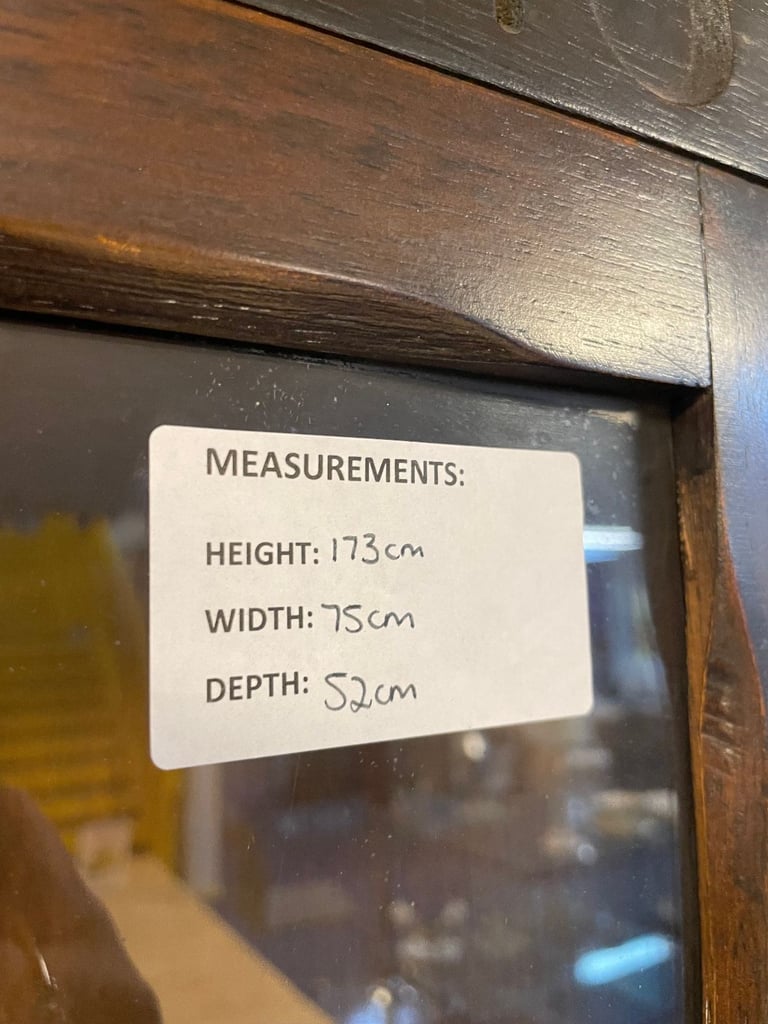 MEASUREMENTS:
HEIGHT: 173cm
WIDTH: 75cm
DEPTH: 52cm